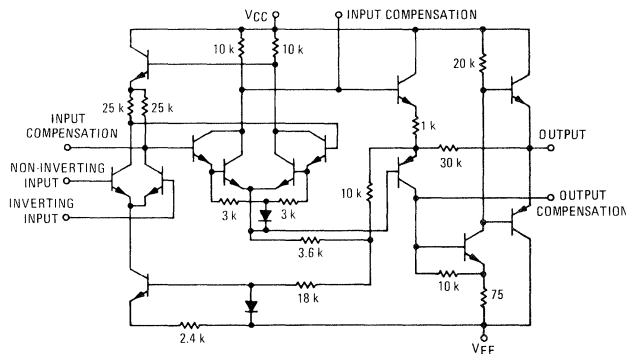 VCC
INPUT COMPENSATION
10 k
10 k
20 k
25 k
25 k
INPUT
COMPENSATION
1 k
OUTPUT
30 k
NON-INVERTING
INPUT
10 k
OUTPUT
COMPENSATION
INVERTING
INPUT
3 k
3 k
3.6 k
10 k
18 k
75
2.4 k
VEE